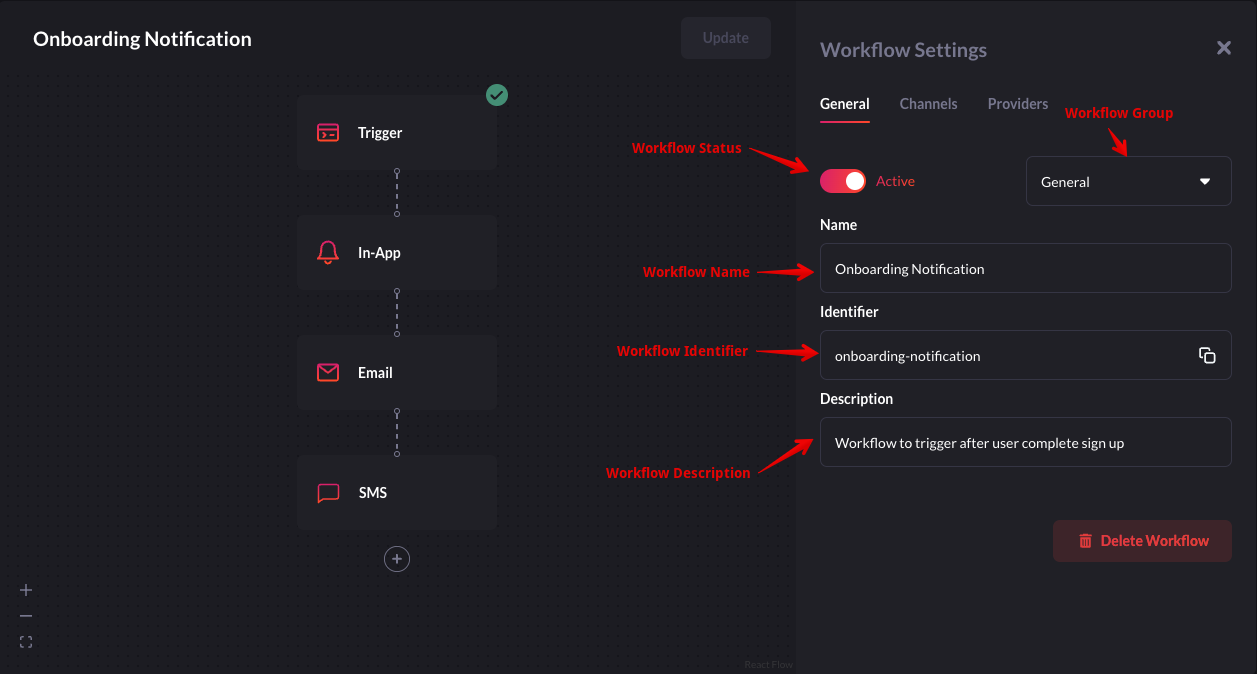 Onboarding Notification
Update
Trigger
In-App
Email
SMS
React Flow
Workflow Settings
General Channels Providers
Workflow Group
Workflow Status
Active
General
Name
Workflow Name
Onboarding Notification
Identifier
Workflow Identifier
onboarding-notification
Description
Workflow Description
Workflow to trigger after user complete sign up
Delete Workflow